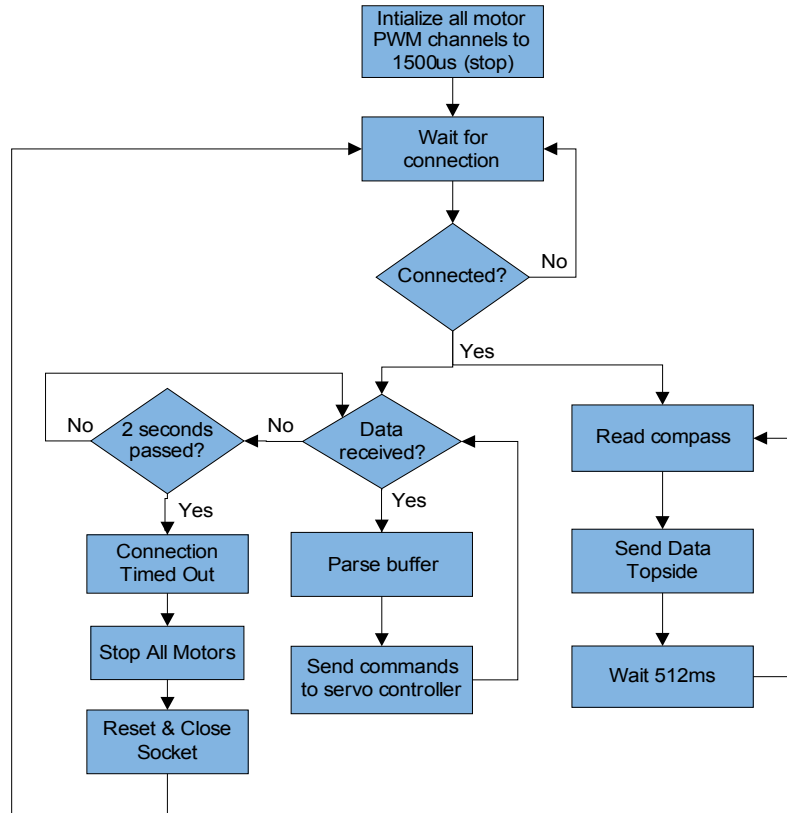 Intialize all motor
PWM channels to
1500us (stop)
Wait for
connection
Connected?
No
Yes
2 seconds
passed?
No
No
Data
received?
Read compass
Yes
Yes
Connection
Timed Out
Parse buffer
Send Data
Topside
Stop All Motors
Send commands
to servo controller
Wait 512ms
Reset & Close
Socket